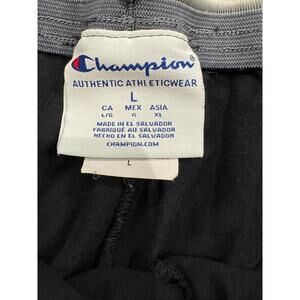 Champion
AUTHENTIC ATHLETICWEAR
L
CA MEX ASIA
L/G G XL
MADE IN EL SALVADOR
FABRIQUÉ AU SALVADOR
HECHO EN EL SALVADOR
CHAMPION.COM
L